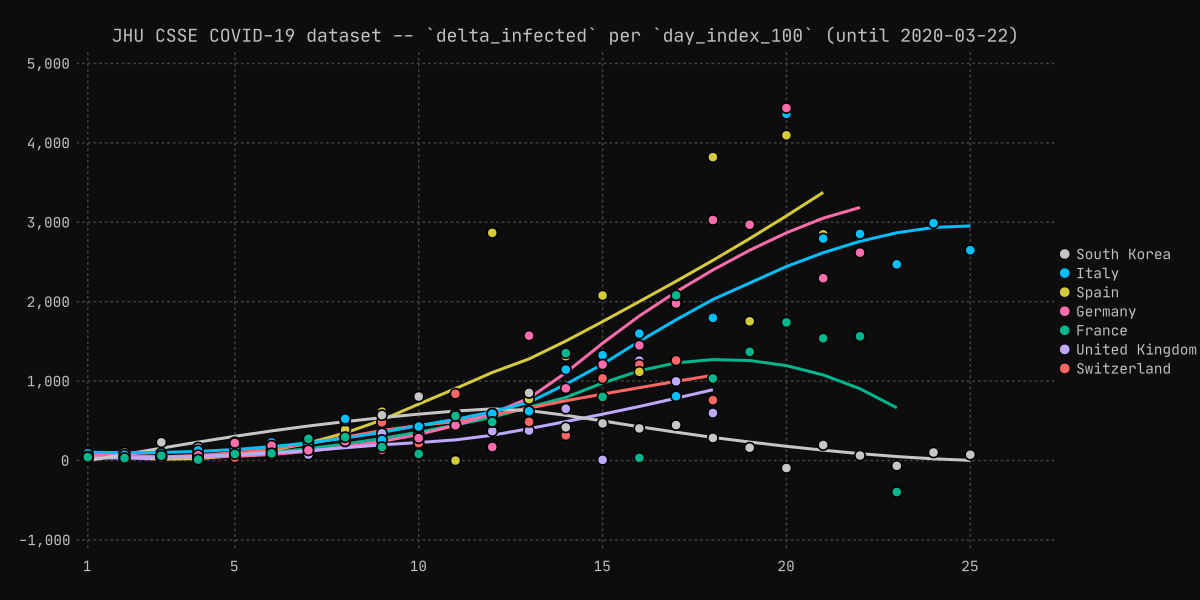 JHU CSSE COVID-19 dataset -- `delta_infected` per `day_index_100` (until 2020-03-22)
5,000
4,000
3,000
2,000
1,000
0
-1,000
1 5 10 15 20 25
South Korea
Italy
Spain
Germany
France
United Kingdom
Switzerland